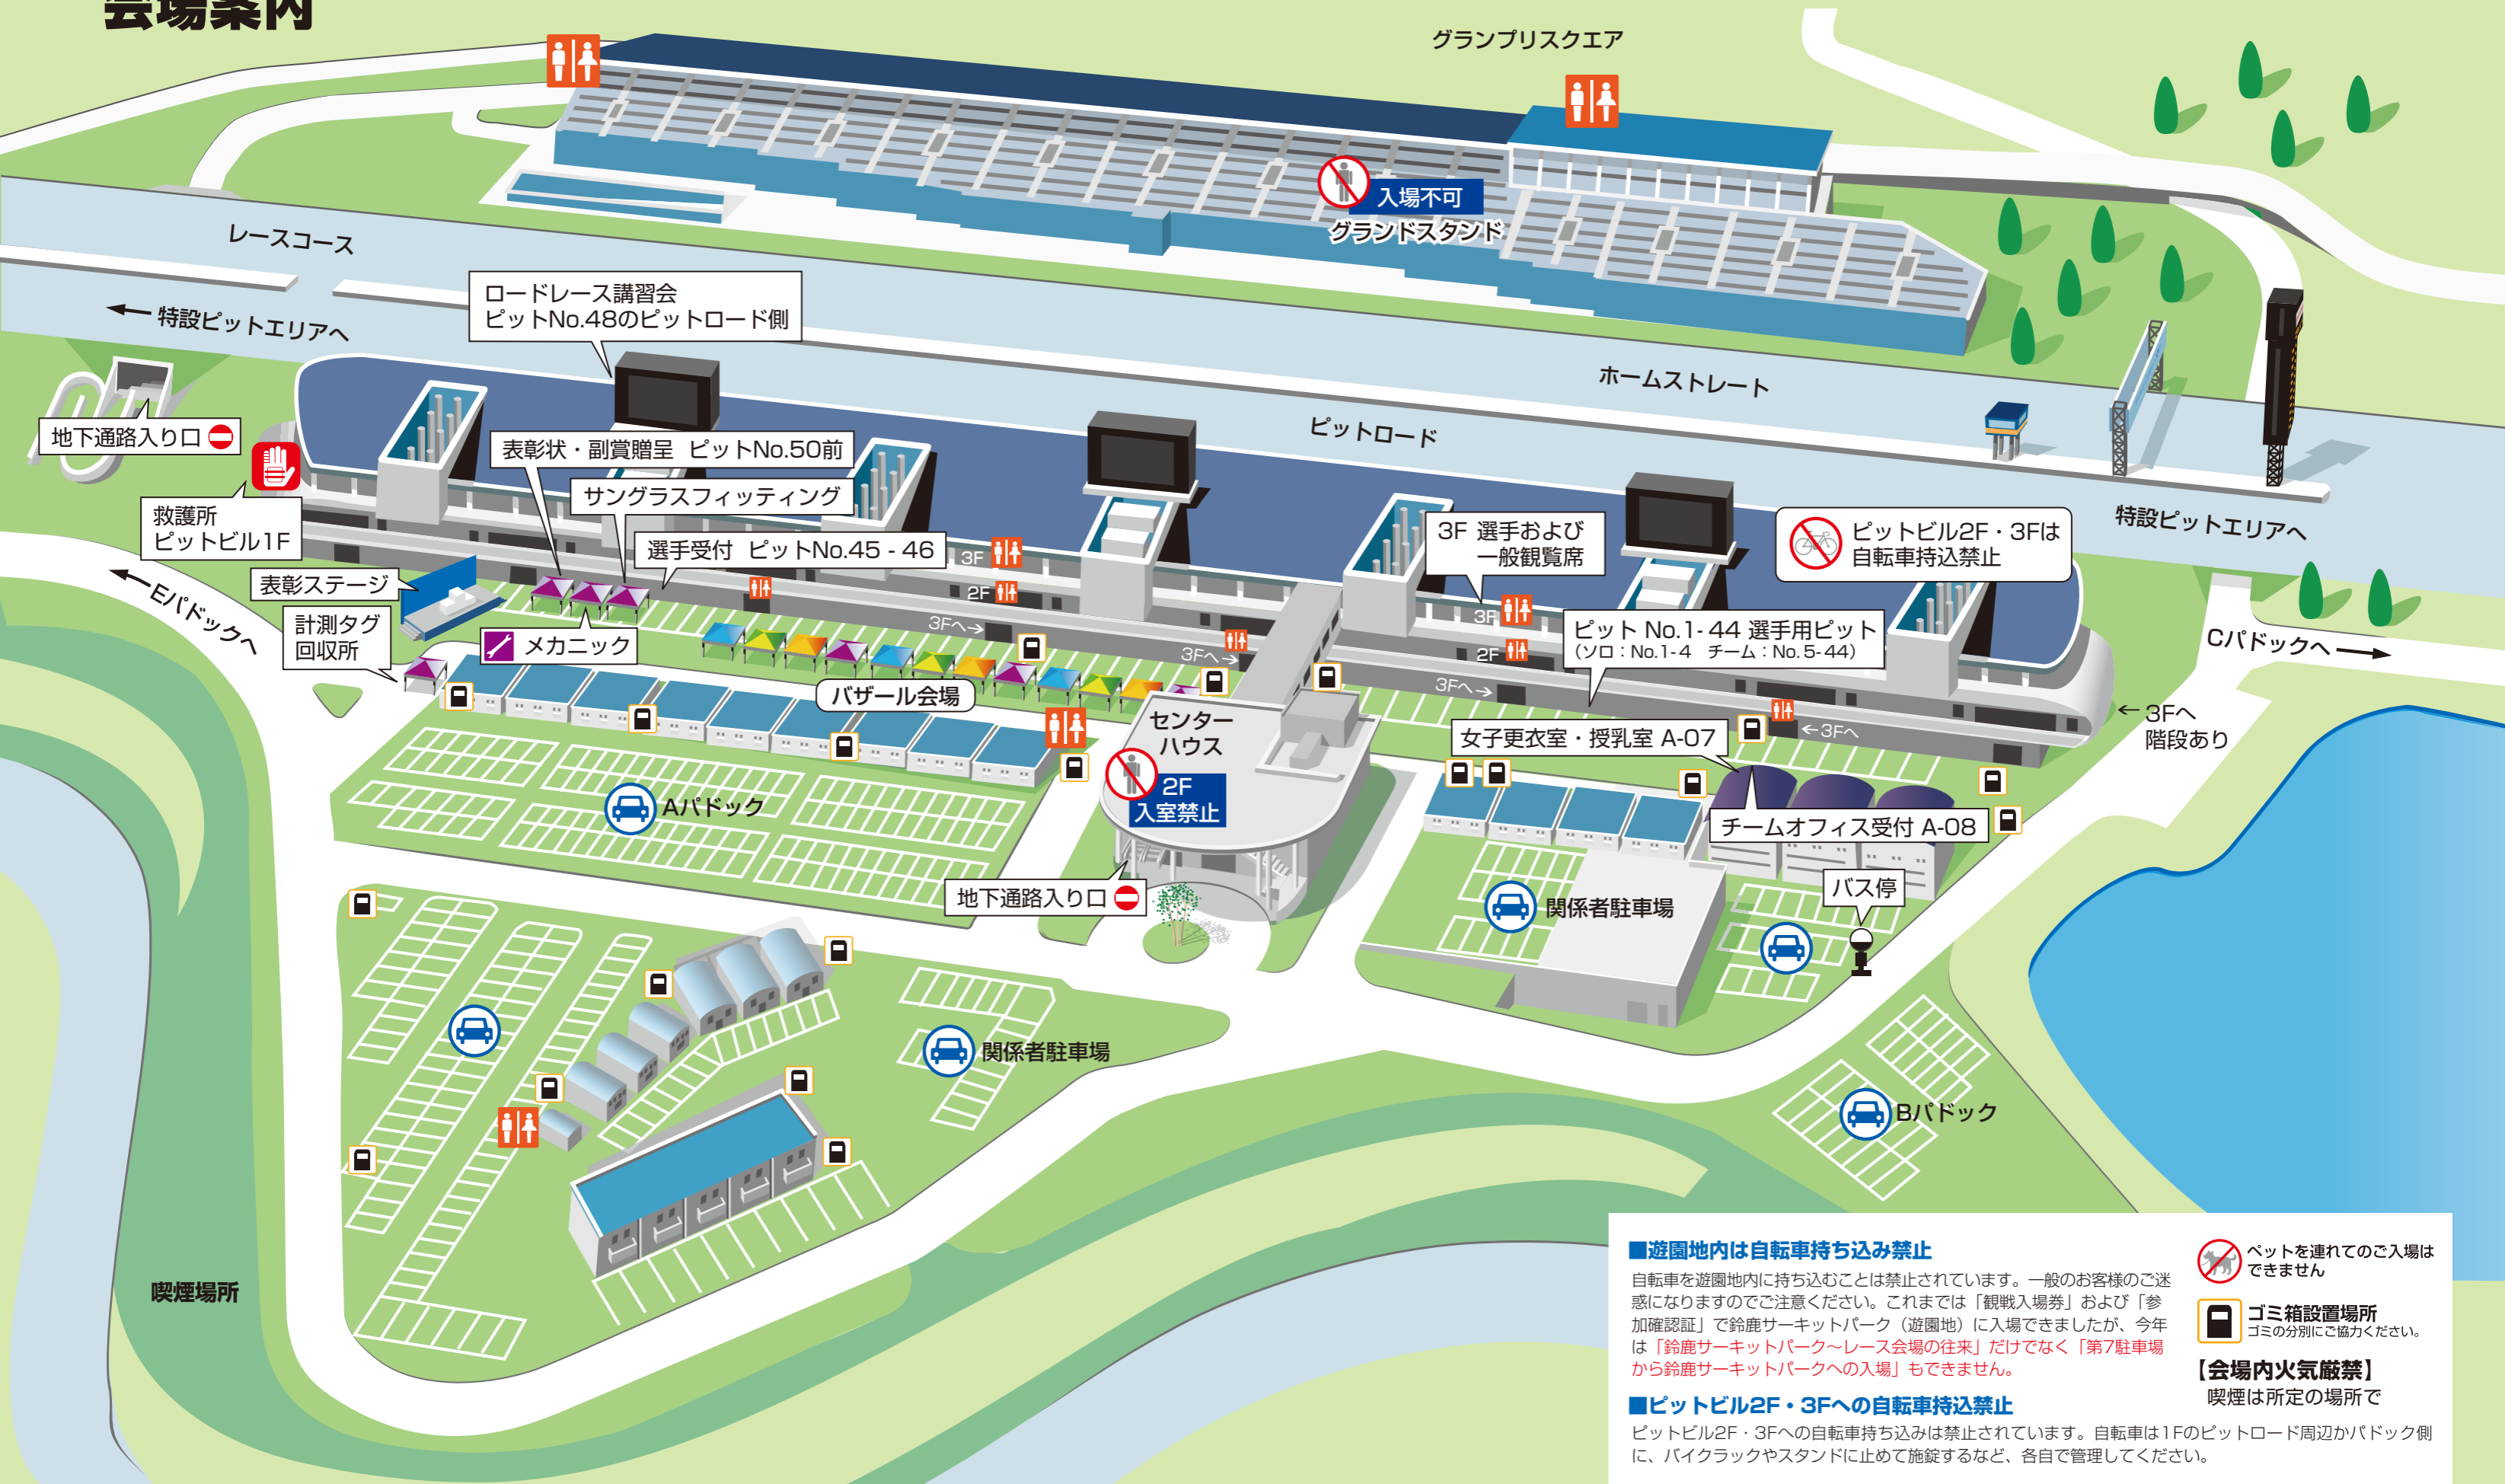 会場案内
グランプリスクエア
入場不可
グランドスタンド
レースコース
ロードレース講習会
ピットNo.48のピットロード側
← 特設ピットエリアへ
ホームストレート
ピットロード
地下通路入り口
表彰状・副賞贈呈 ピットNo.50前
サングラスフィッティング
選手受付 ピットNo.45 - 46
救護所
ピットビル1F
3F 選手および
一般観覧席
ピットビル2F・3Fは
自転車持込禁止
特設ピットエリアへ
表彰ステージ
←Eパドックへ
計測タグ
回収所
メカニック
3F
2F
3Fへ→
3Fへ→
3F
2F
3Fへ→
ピット No.1- 44 選手用ピット
（ソロ：No.1-4 チーム：No.5-44）
Cパドックへ→
バザール会場
センター
ハウス
2F
入室禁止
女子更衣室・授乳室 A-07
←3Fへ
← 3Fへ
階段あり
Aパドック
チームオフィス受付 A-08
地下通路入り口
関係者駐車場
バス停
関係者駐車場
Bパドック
喫煙場所
■遊園地内は自転車持ち込み禁止
自転車を遊園地内に持ち込むことは禁止されています。一般のお客様のご迷
惑になりますのでご注意ください。これまでは「観戦入場券」および「参
加確認証」で鈴鹿サーキットパーク（遊園地）に入場できましたが、今年
は「鈴鹿サーキットパーク〜レース会場の往来」だけでなく「第7駐車場
から鈴鹿サーキットパークへの入場」もできません。
■ピットビル2F・3Fへの自転車持込禁止
ピットビル2F・3Fへの自転車持ち込みは禁止されています。自転車は1Fのピットロード周辺かパドック側
に、バイクラックやスタンドに止めて施錠するなど、各自で管理してください。
ペットを連れてのご入場は
できません
ゴミ箱設置場所
ゴミの分別にご協力ください。
【会場内火気厳禁】
喫煙は所定の場所で